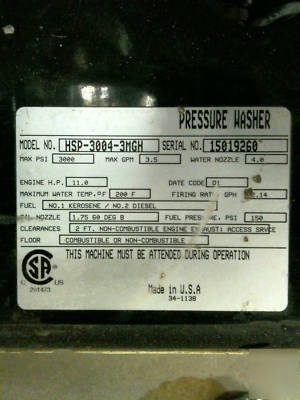 PRESSURE WASHER
MODEL NO. HSP-3004-3MGH SERIAL NO. 15019260
MAX PSI 3000 MAX GPM 3.5 WATER NOZZLE 4.0
ENGINE H.P. 11.0 DATE CODE 01
MAXIMUM WATER TEMP.°F 200 F FIRING RATE, GPH 2.14
FUEL NO.1 KEROSENE / NO.2 DIESEL
OIL NOZZLE 1.75 60 DEG B FUEL PRESSURE, PSI 150
CLEARANCES 2 FT. NON-COMBUSTIBLE ENGINE EXHAUST: ACCESS SRVCE
FLOOR COMBUSTIBLE OR NON-COMBUSTIBLE
THIS MACHINE MUST BE ATTENDED DURING OPERATION
C US
Made in U.S.A
34-1138